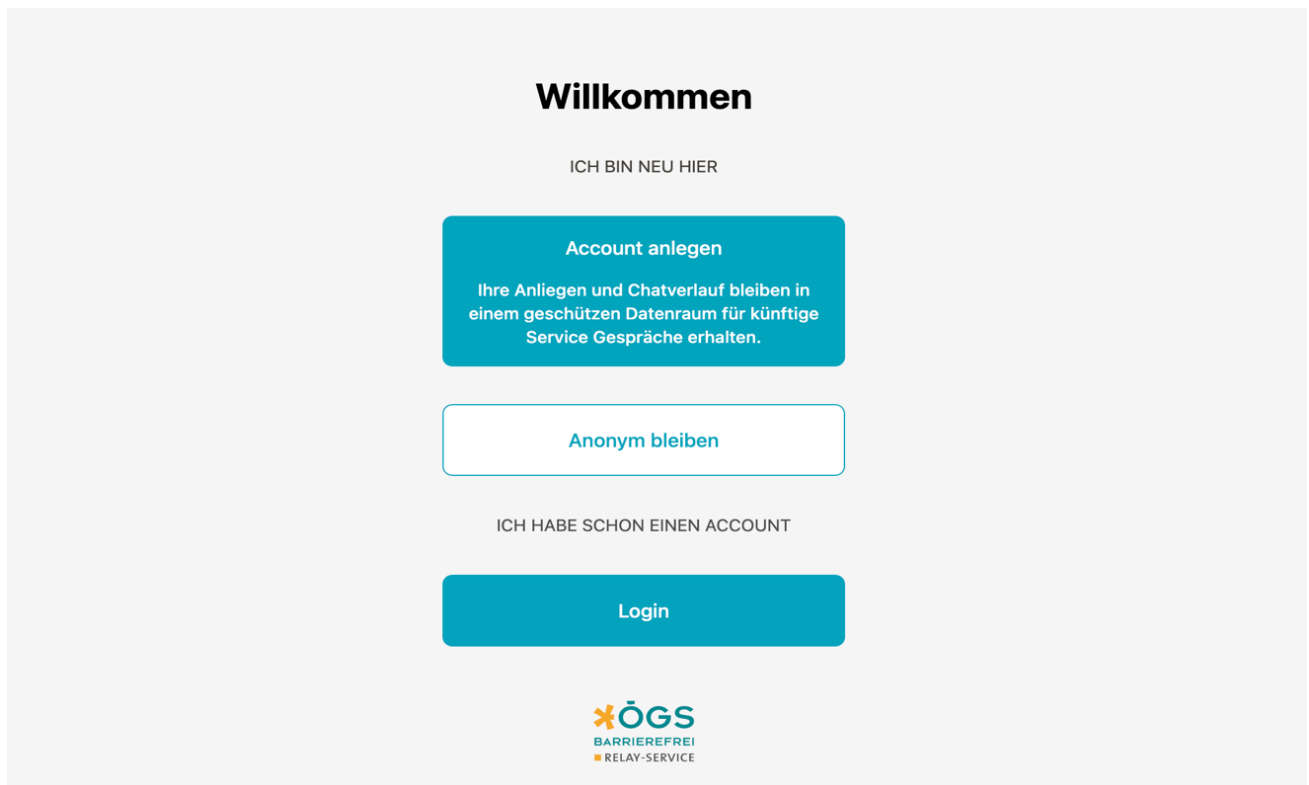 Willkommen
ICH BIN NEU HIER
Account anlegen
Ihre Anliegen und Chatverlauf bleiben in
einem geschützen Datenraum für künftige
Service Gespräche erhalten.
Anonym bleiben
ICH HABE SCHON EINEN ACCOUNT
Login
ÖGS
BARRIEREFREI
RELAY-SERVICE